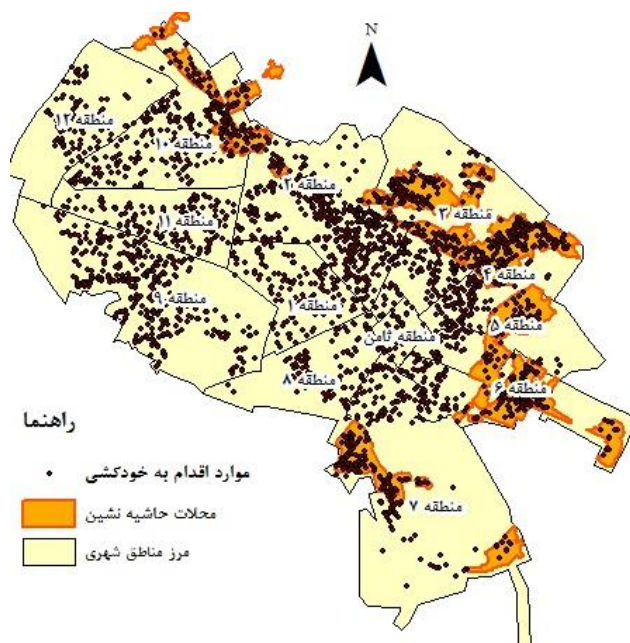 N
منطقه ۱۲
منطقه ۱۰
منطقه ۲
منطقه ۳
منطقه ۱۱
منطقه ۴
منطقه ۹
منطقه ۱
منطقه ثامن
منطقه ۵
منطقه ۸
منطقه ۶
منطقه ۷
راهنما
موارد اقدام به خودکشی
محلات حاشیه نشین
مرز مناطق شهری